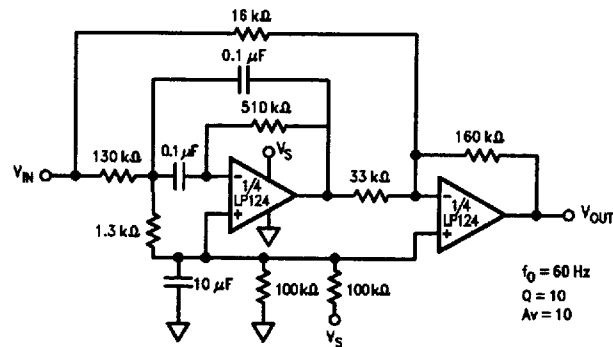 16 kΩ
0.1 μF
510 kΩ
V_S
160 kΩ
V_IN
130 kΩ
0.1 μF
1/4
LP124
33 kΩ
1/4
LP124
V_OUT
1.3 kΩ
10 μF
100 kΩ
100 kΩ
V_S
f_O = 60 Hz
Q = 10
Av = 10